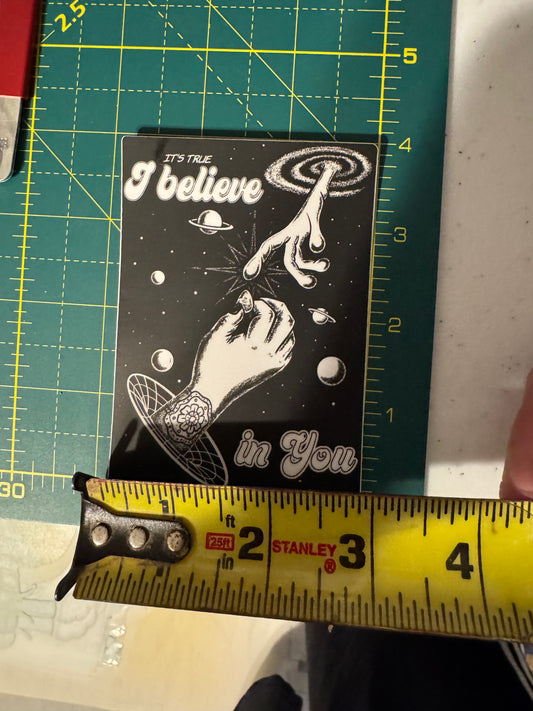 2.5
5
4
IT'S TRUE
I believe
3
2
1
in You
30
ft
25ft 2 STANLEY® 3 4
in